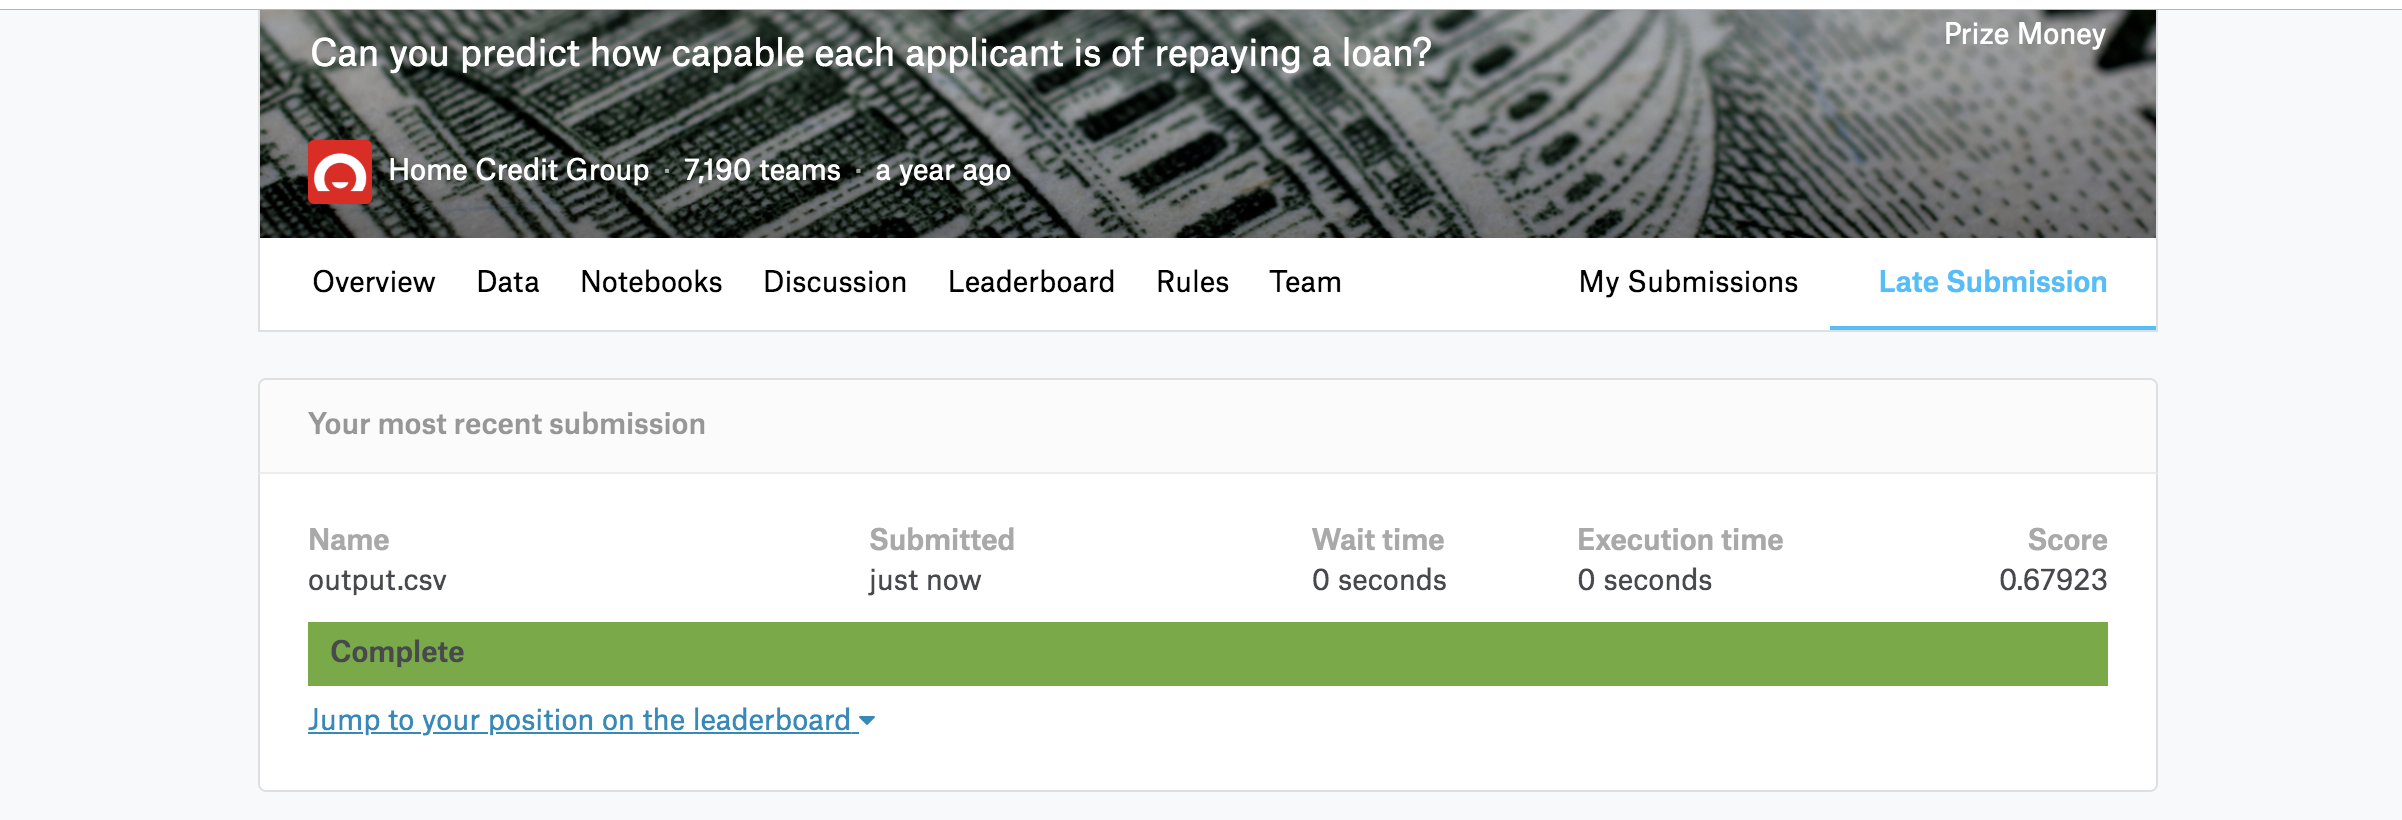 Prize Money
Can you predict how capable each applicant is of repaying a loan?
Home Credit Group · 7,190 teams · a year ago
Overview Data Notebooks Discussion Leaderboard Rules Team My Submissions Late Submission
Your most recent submission
Name Submitted Wait time Execution time Score
output.csv just now 0 seconds 0 seconds 0.67923
Complete
Jump to your position on the leaderboard